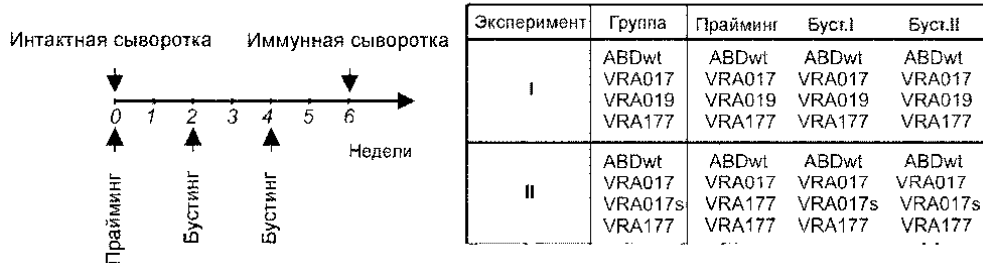 Интактная сыворотка Иммунная сыворотка
0 1 2 3 4 5 6
Недели
Прайминг
Бустинг
Бустинг
Эксперимент Группа Прайминг Буст.I Буст.II
I
ABDwt ABDwt ABDwt ABDwt
VRA017 VRA017 VRA017 VRA017
VRA019 VRA019 VRA019 VRA019
VRA177 VRA177 VRA177 VRA177
II
ABDwt ABDwt ABDwt ABDwt
VRA017 VRA017 VRA017 VRA017
VRA017s VRA177 VRA017s VRA017s
VRA177 VRA177 VRA177 VRA177